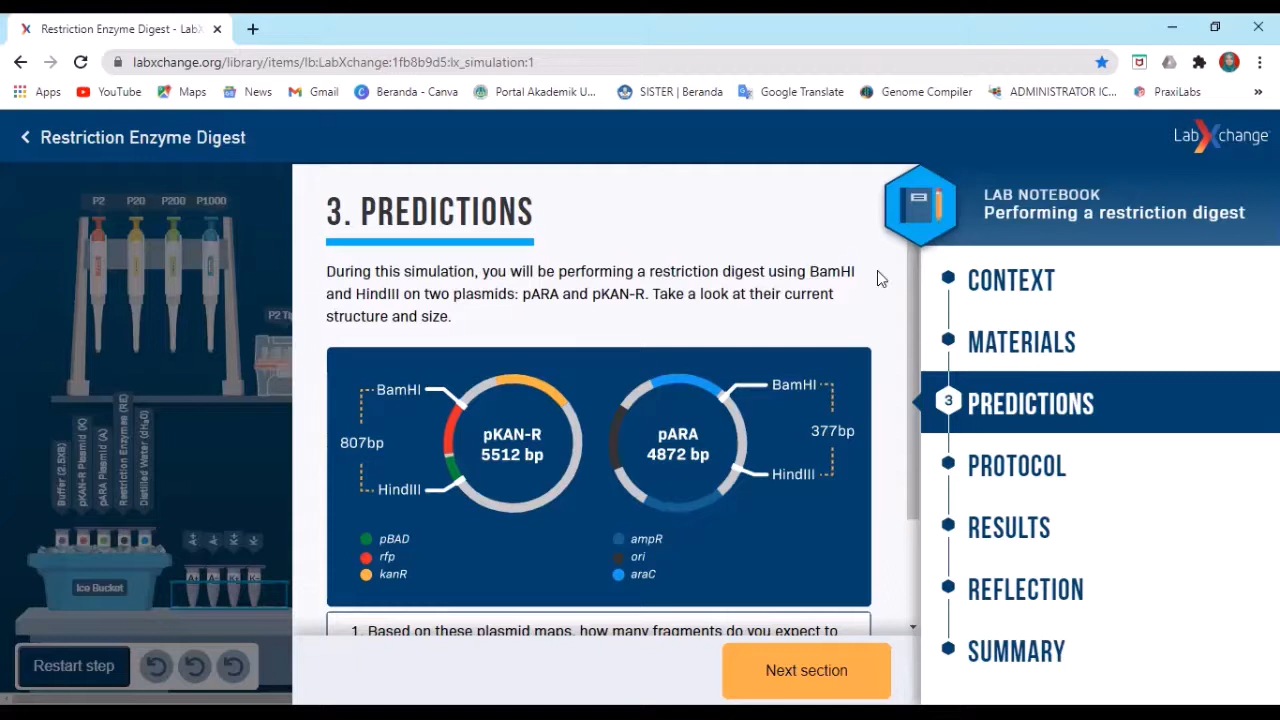 Restriction Enzyme Digest - LabX
labxchange.org/library/items/lb:LabXchange:1fb8b9d5:lx_simulation:1
Apps YouTube Maps News Gmail Beranda - Canva Portal Akademik U... SISTER | Beranda Google Translate Genome Compiler ADMINISTRATOR IC... PraxiLabs »
Restriction Enzyme Digest
LabXchange
P2 P20 P200 P1000
P2 Ti
Buffer (2.5XB)
pKAN-R Plasmid (K)
pARA Plasmid (A)
Restriction Enzymes (RE)
Distilled Water (dH₂O)
A+ A- K+ K-
Ice Bucket
Restart step
3. PREDICTIONS
During this simulation, you will be performing a restriction digest using BamHI
and HindIII on two plasmids: pARA and pKAN-R. Take a look at their current
structure and size.
BamHI
807bp
HindIII
pKAN-R
5512 bp
pBAD
rfp
kanR
pARA
4872 bp
BamHI
377bp
HindIII
ampR
ori
araC
1. Based on these plasmid maps, how many fragments do you expect to
Next section
LAB NOTEBOOK
Performing a restriction digest
CONTEXT
MATERIALS
3 PREDICTIONS
PROTOCOL
RESULTS
REFLECTION
SUMMARY